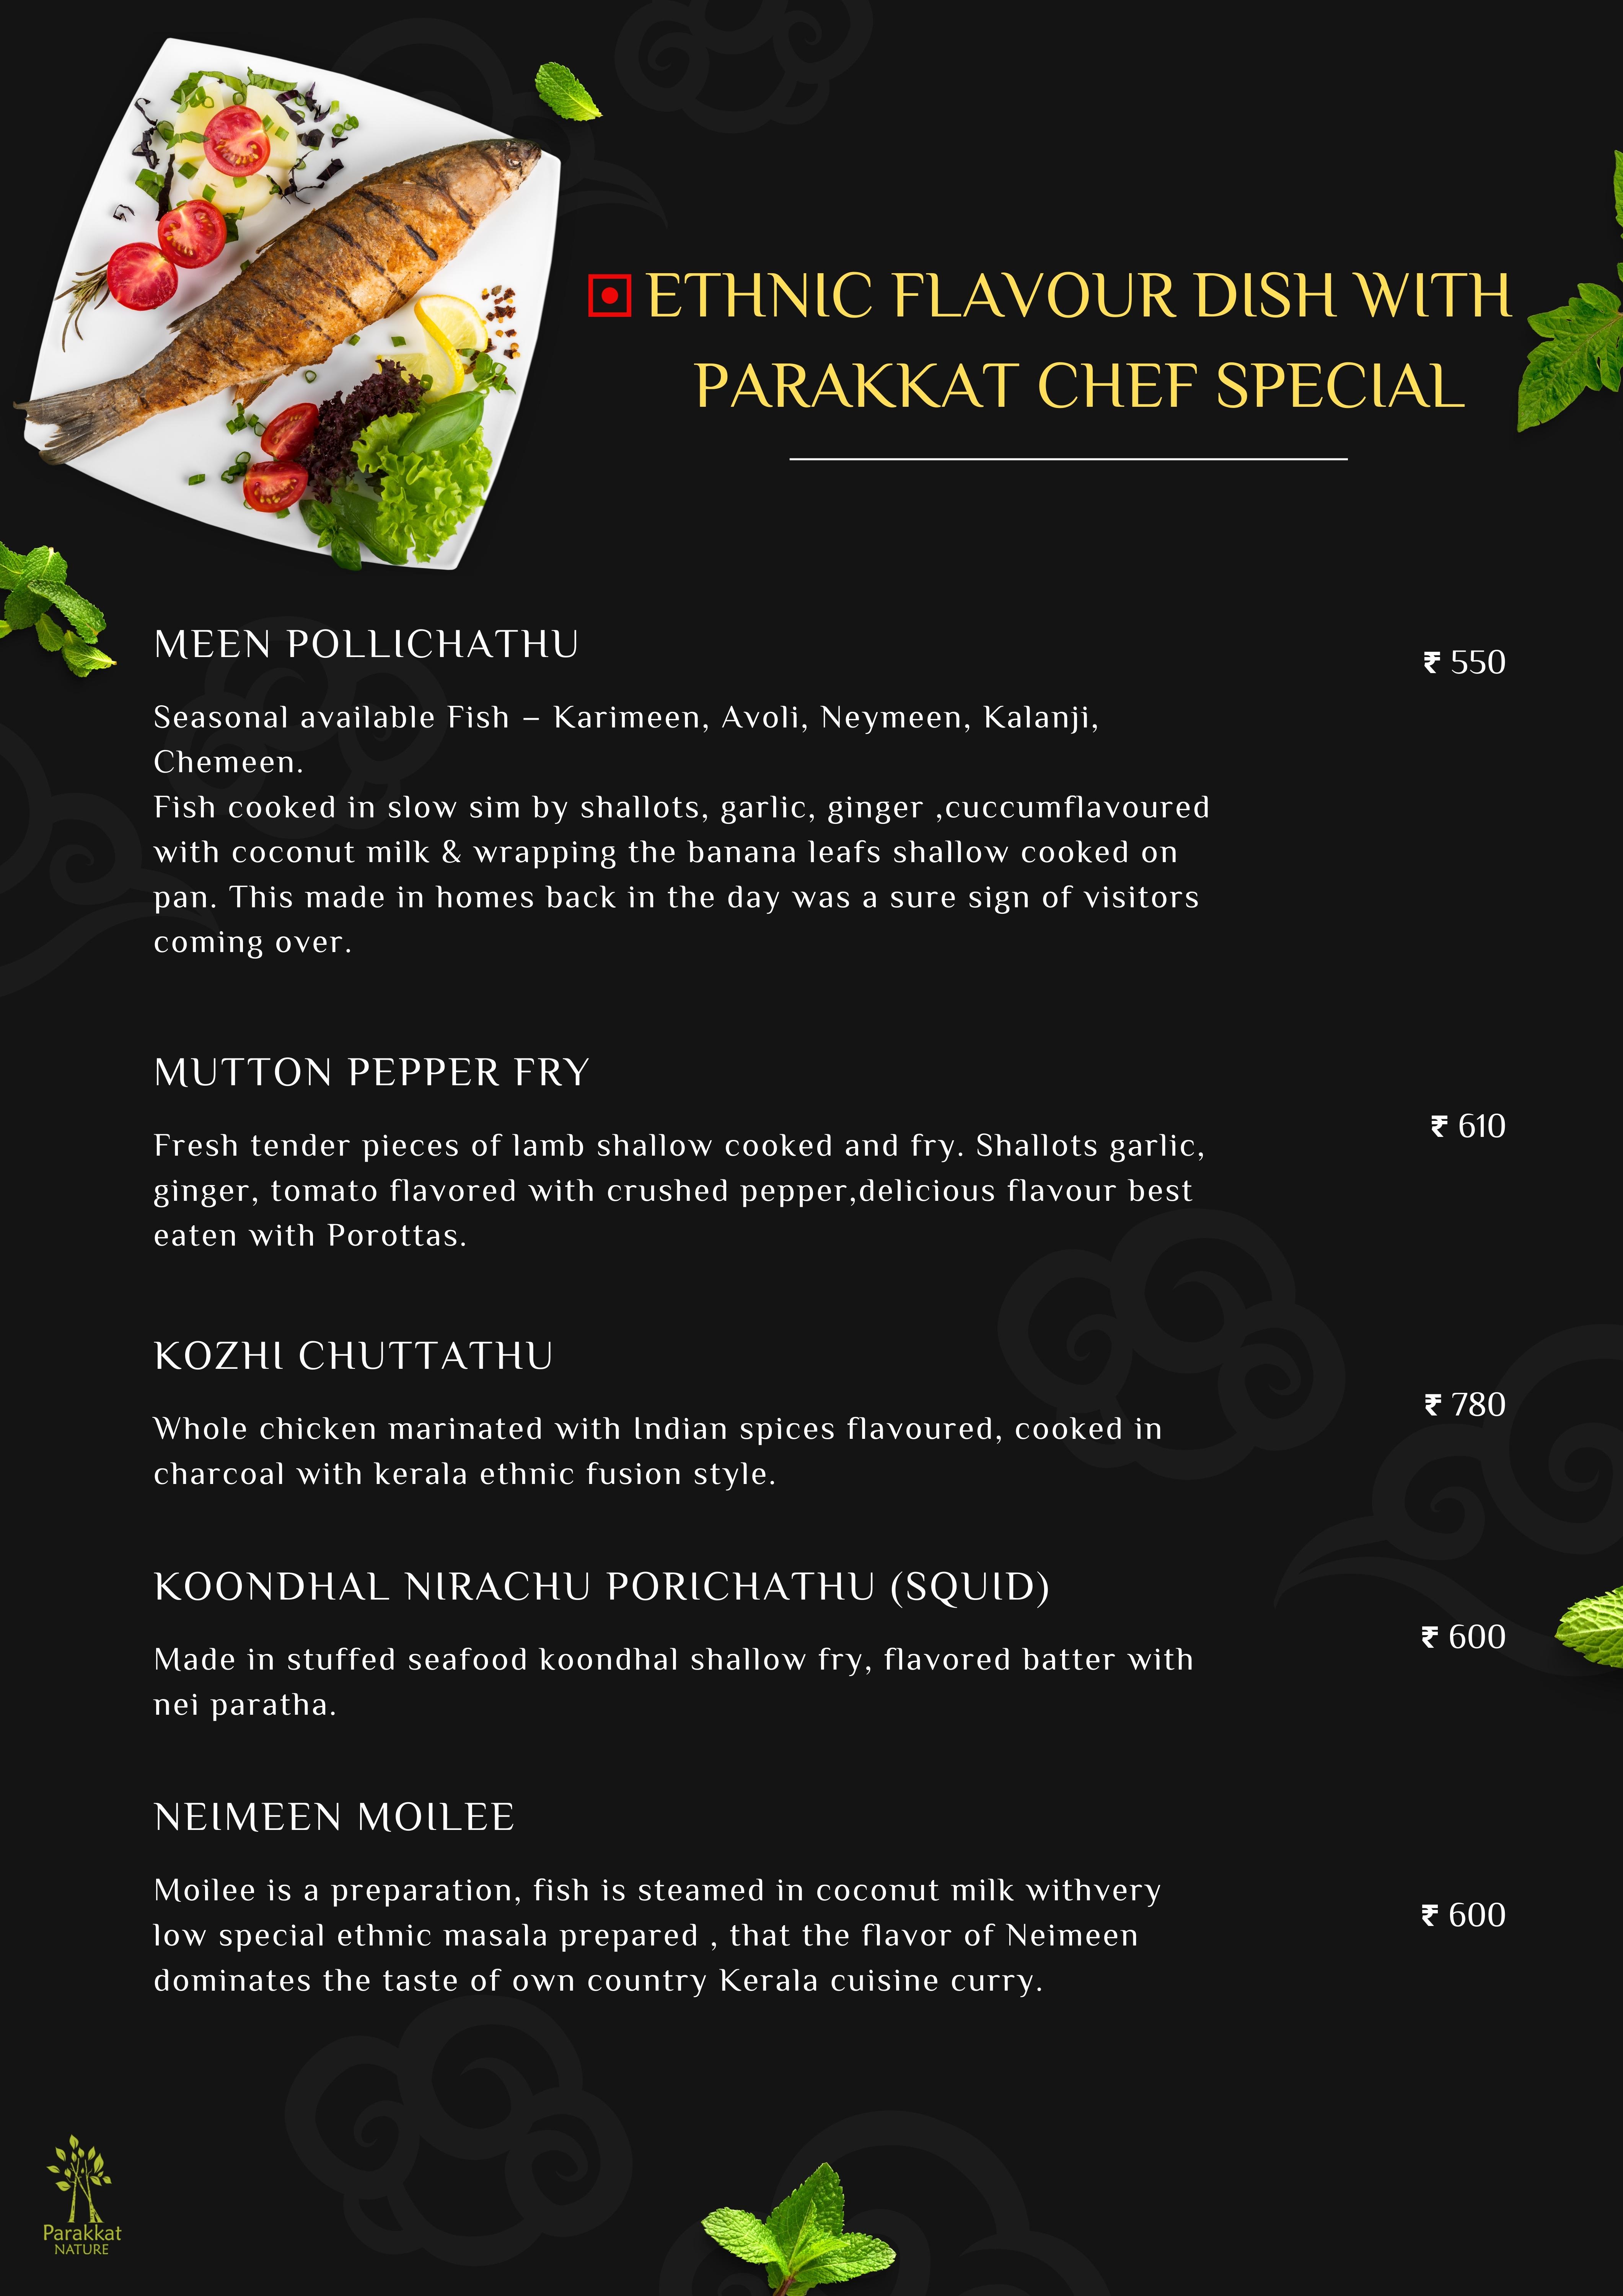 ETHNIC FLAVOUR DISH WITH
PARAKKAT CHEF SPECIAL
MEEN POLLICHATHU
₹ 550
Seasonal available Fish – Karimeen, Avoli, Neymeen, Kalanji,
Chemeen.
Fish cooked in slow sim by shallots, garlic, ginger ,cuccumflavoured
with coconut milk & wrapping the banana leafs shallow cooked on
pan. This made in homes back in the day was a sure sign of visitors
coming over.
MUTTON PEPPER FRY
₹ 610
Fresh tender pieces of lamb shallow cooked and fry. Shallots garlic,
ginger, tomato flavored with crushed pepper,delicious flavour best
eaten with Porottas.
KOZHI CHUTTATHU
₹ 780
Whole chicken marinated with Indian spices flavoured, cooked in
charcoal with kerala ethnic fusion style.
KOONDHAL NIRACHU PORICHATHU (SQUID)
₹ 600
Made in stuffed seafood koondhal shallow fry, flavored batter with
nei paratha.
NEIMEEN MOILEE
Moilee is a preparation, fish is steamed in coconut milk withvery
₹ 600
low special ethnic masala prepared , that the flavor of Neimeen
dominates the taste of own country Kerala cuisine curry.
Parakkat
NATURE